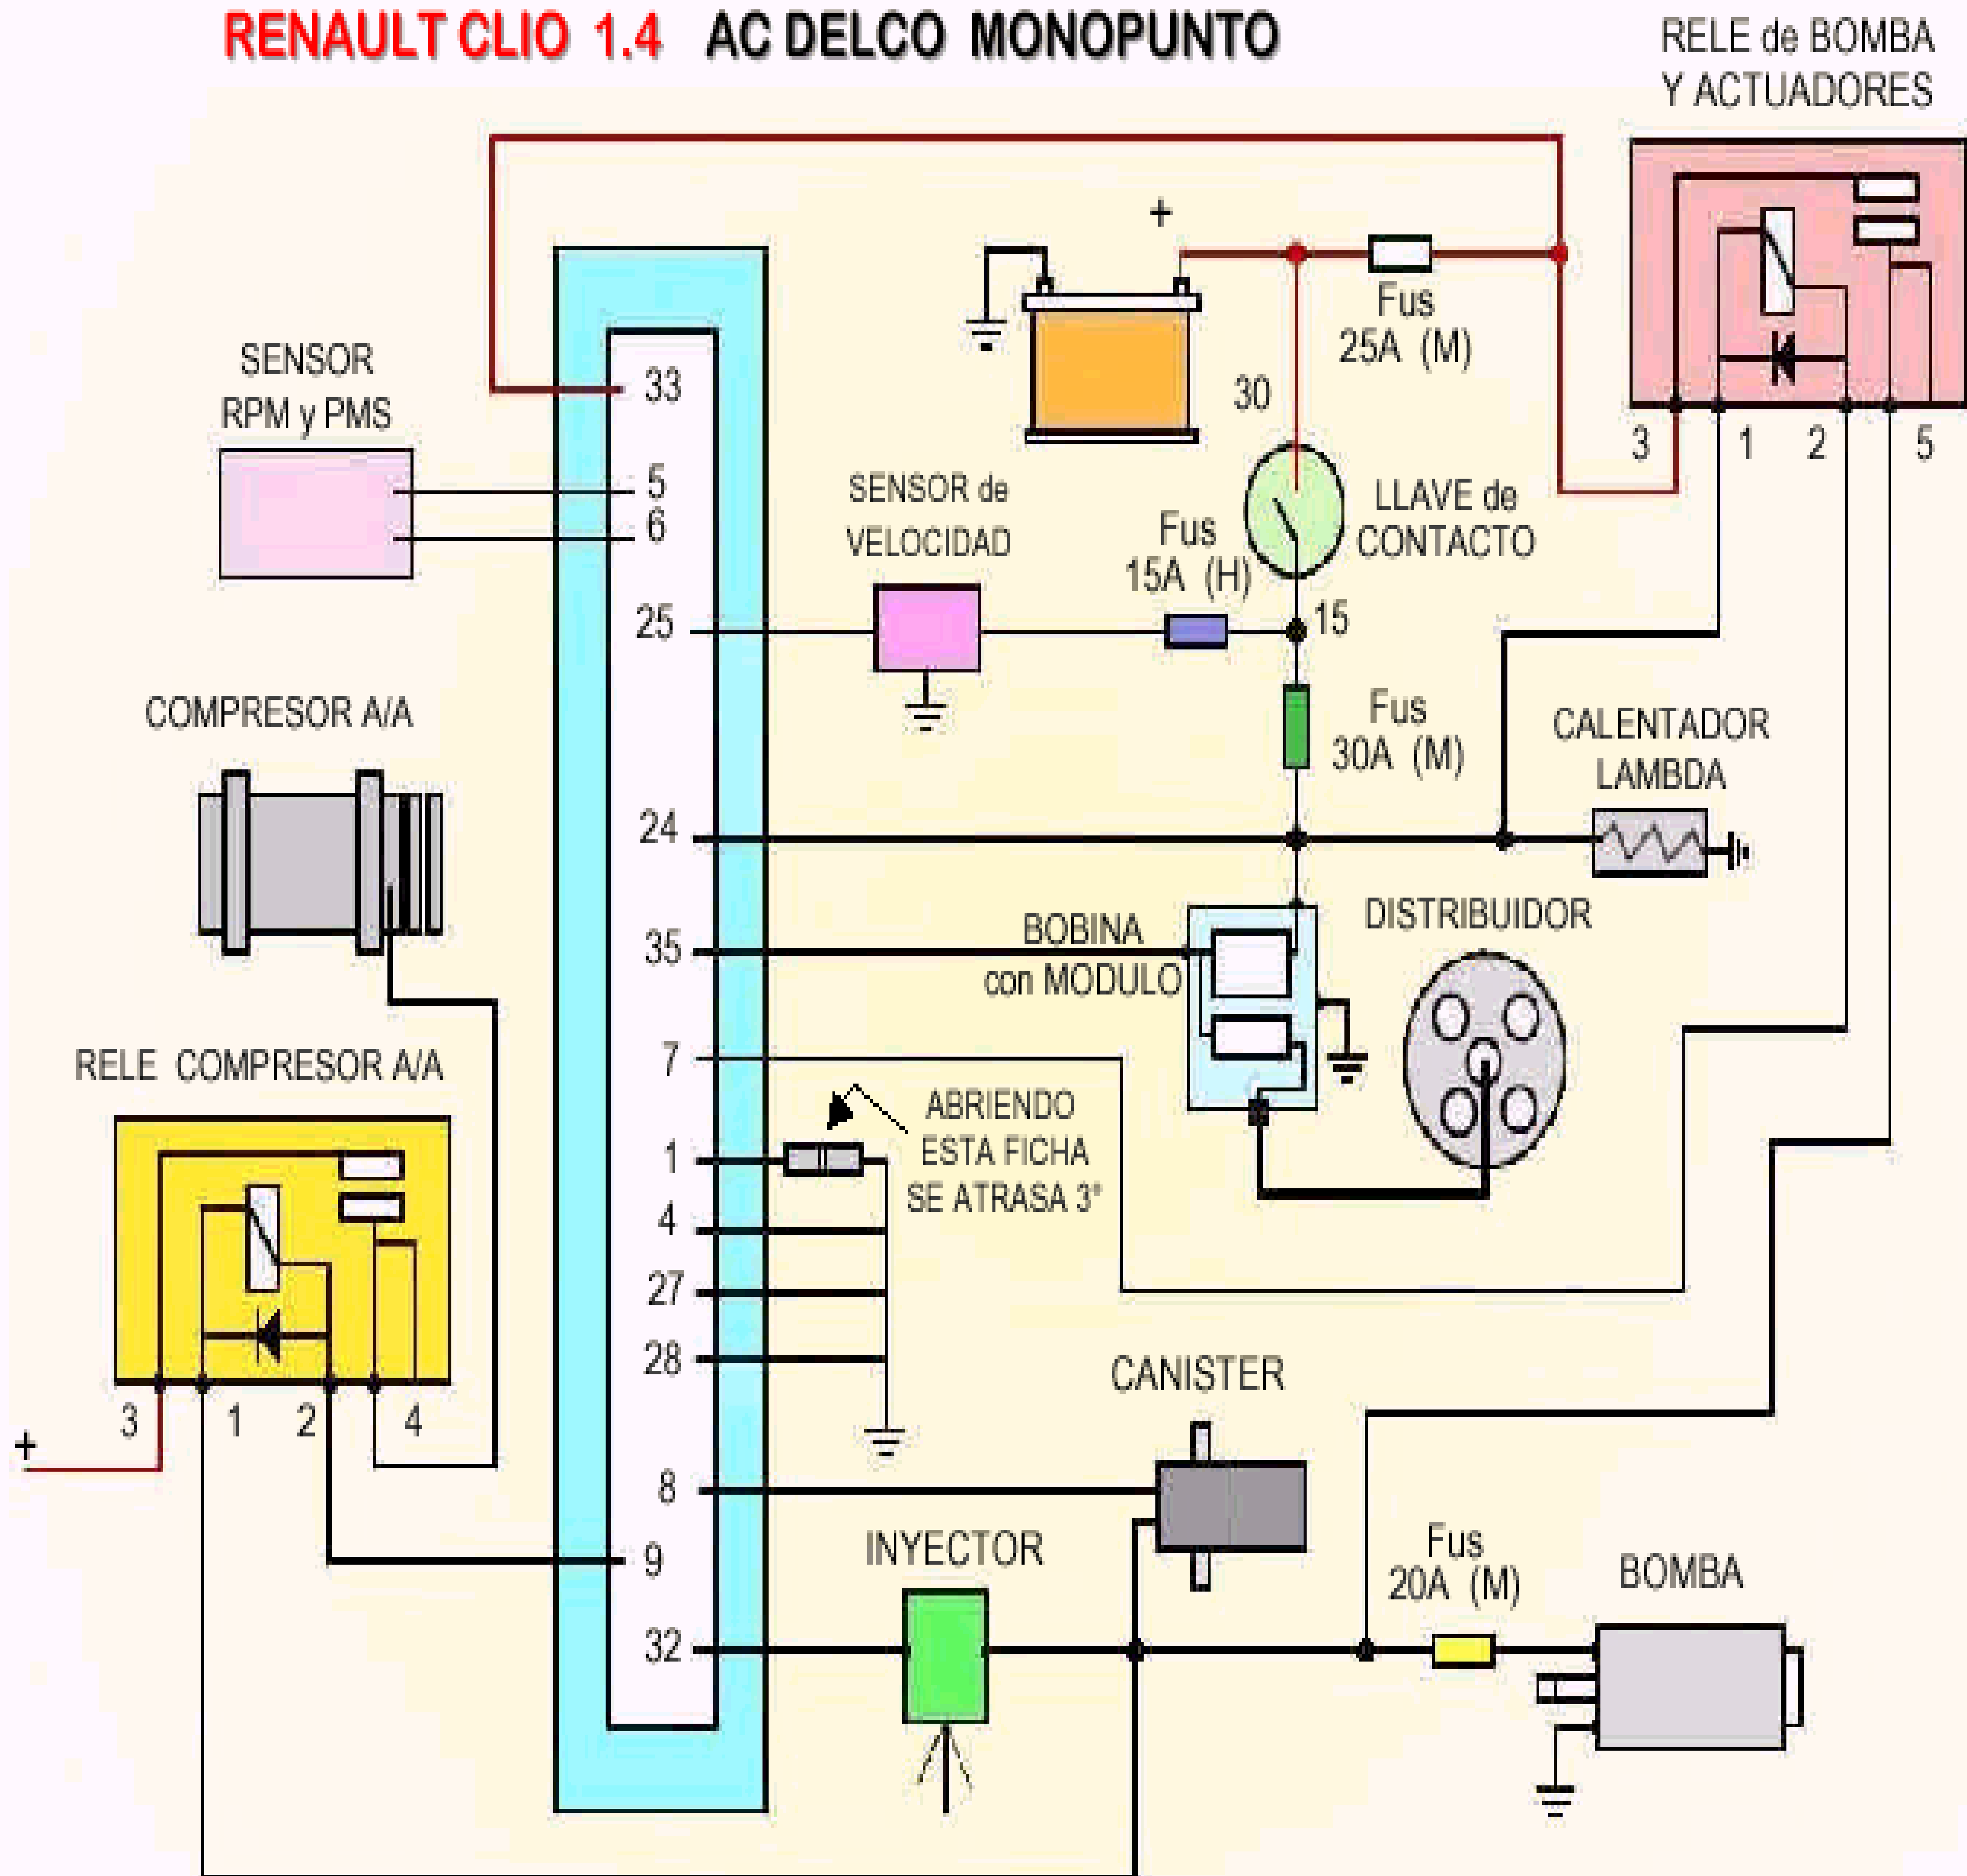 RENAULT CLIO 1.4 AC DELCO MONOPUNTO
RELE de BOMBA
Y ACTUADORES
+
Fus
25A (M)
30
3 1 2 5
SENSOR
RPM y PMS
33
5
6
SENSOR de
VELOCIDAD
Fus
15A (H)
LLAVE de
CONTACTO
25
15
COMPRESOR A/A
Fus
30A (M)
CALENTADOR
LAMBDA
24
35
BOBINA
con MODULO
DISTRIBUIDOR
RELE COMPRESOR A/A
7
1
ABRIENDO
ESTA FICHA
SE ATRASA 3°
4
27
28
3 1 2 4
+
CANISTER
8
9
INYECTOR
Fus
20A (M)
BOMBA
32